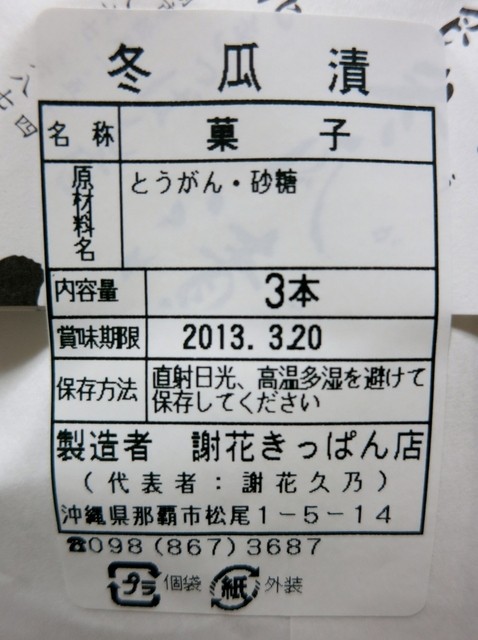 冬瓜漬
名称 菓子
原材料名 とうがん・砂糖
内容量 3本
賞味期限 2013. 3.20
保存方法 直射日光、高温多湿を避けて
保存してください
製造者 謝花きっぱん店
(代表者:謝花久乃)
沖縄県那覇市松尾1-5-14
☎098(867)3687
プラ 個袋 紙 外装